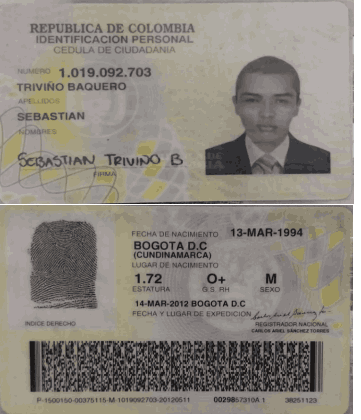 REPUBLICA DE COLOMBIA
IDENTIFICACION PERSONAL
CEDULA DE CIUDADANIA
NUMERO 1.019.092.703
TRIVIÑO BAQUERO
APELLIDOS
SEBASTIAN
NOMBRES
SEBASTIAN TRIVIÑO B
FIRMA
FECHA DE NACIMIENTO 13-MAR-1994
BOGOTA D.C
(CUNDINAMARCA)
LUGAR DE NACIMIENTO
1.72 O+ M
ESTATURA G.S. RH SEXO
14-MAR-2012 BOGOTA D.C
FECHA Y LUGAR DE EXPEDICION
INDICE DERECHO
REGISTRADOR NACIONAL
CARLOS ARIEL SÁNCHEZ TORRES
P-1500150-00375115-M-1019092703-20120511 0029857310A 1 38251123